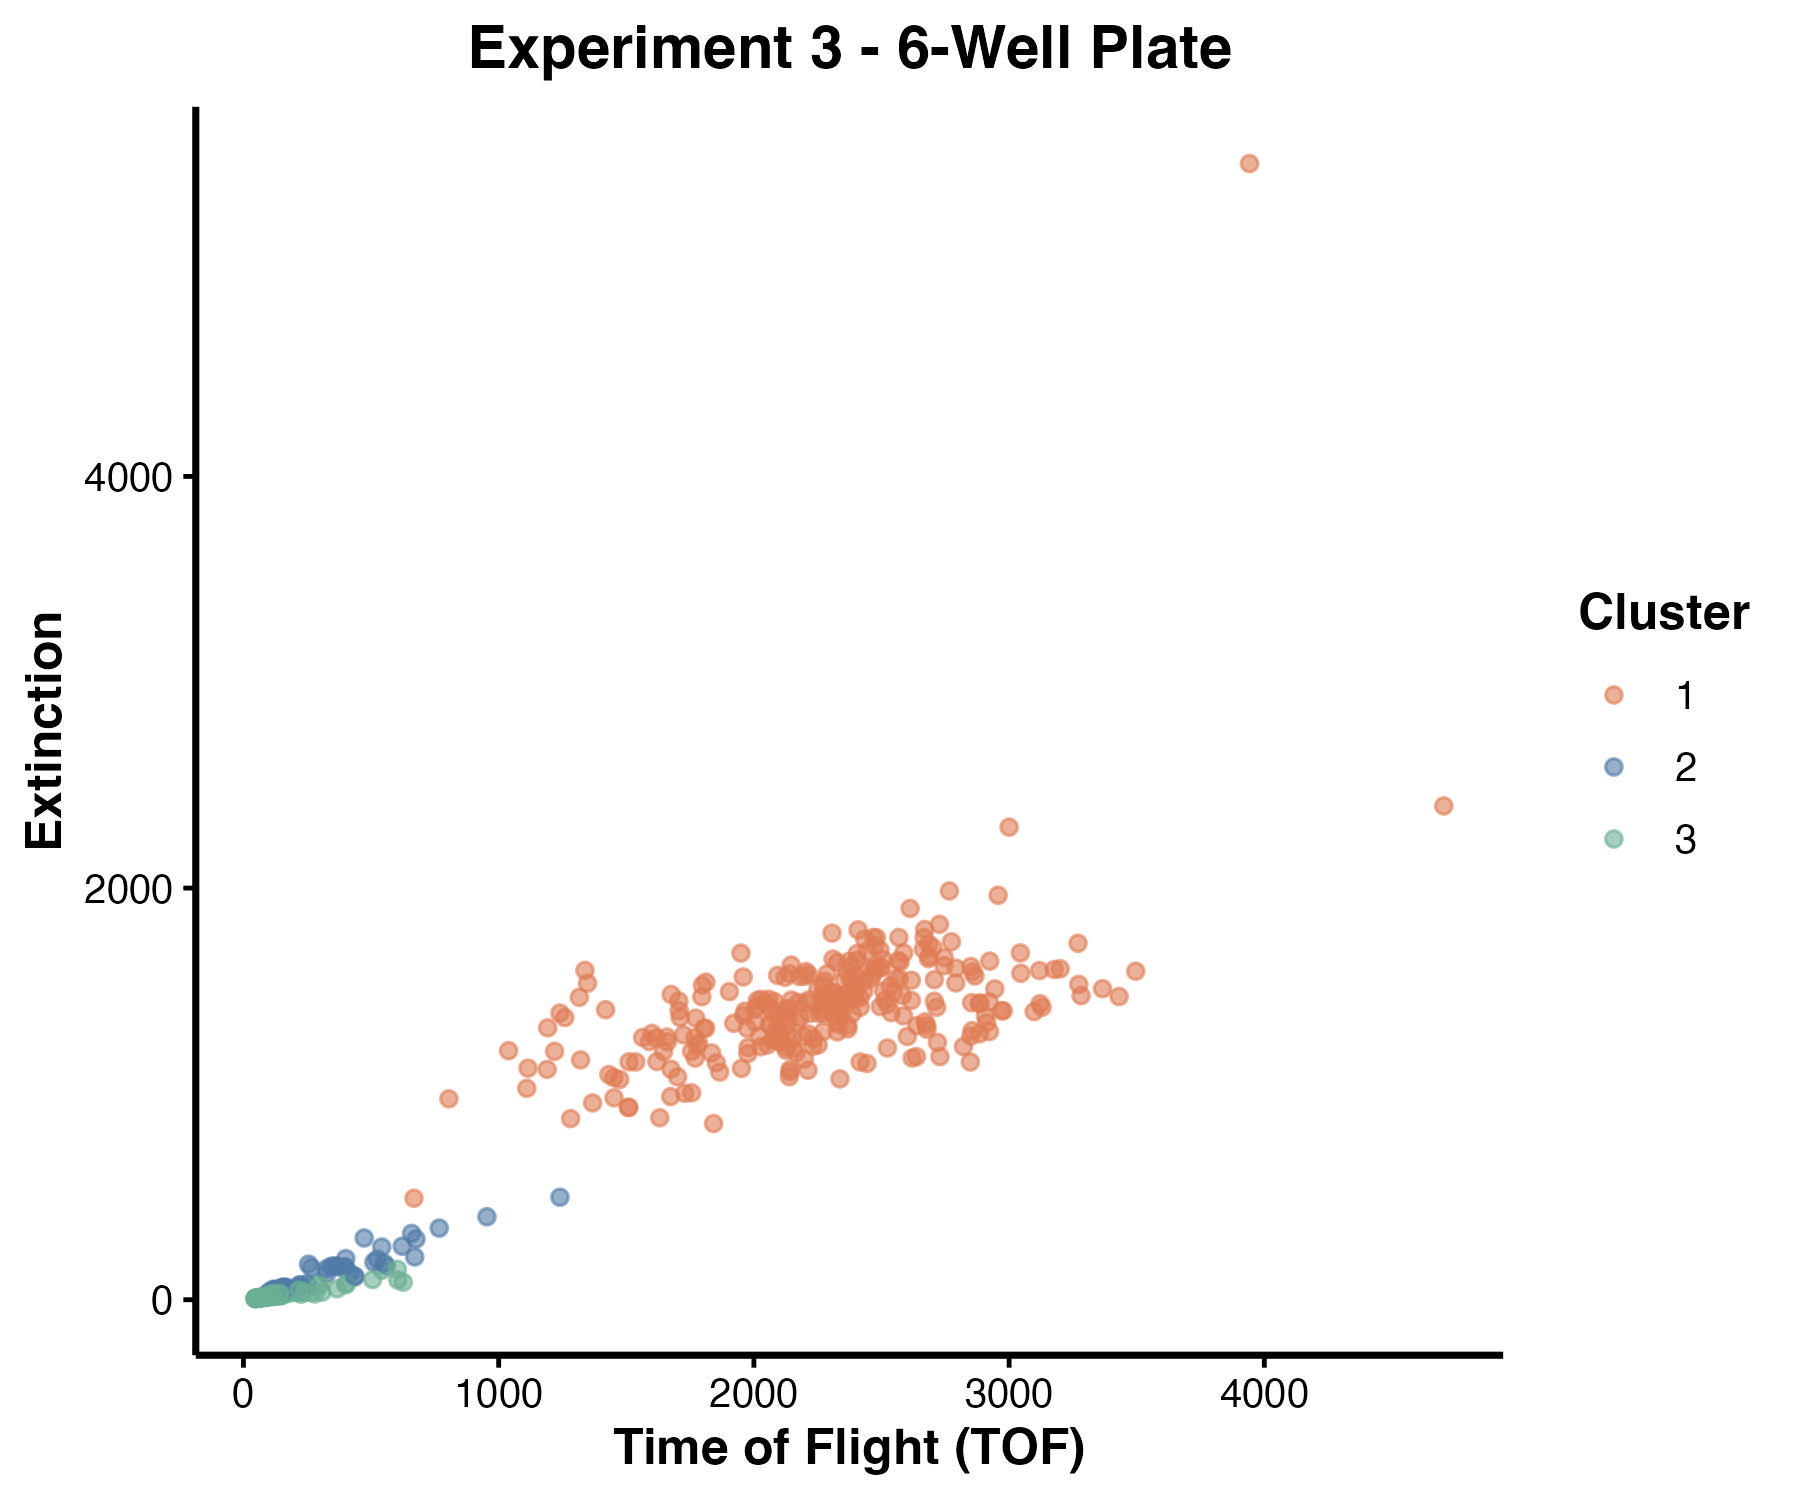 Experiment 3 - 6-Well Plate
Extinction
4000
2000
0
0 1000 2000 3000 4000
Time of Flight (TOF)
Cluster
1
2
3